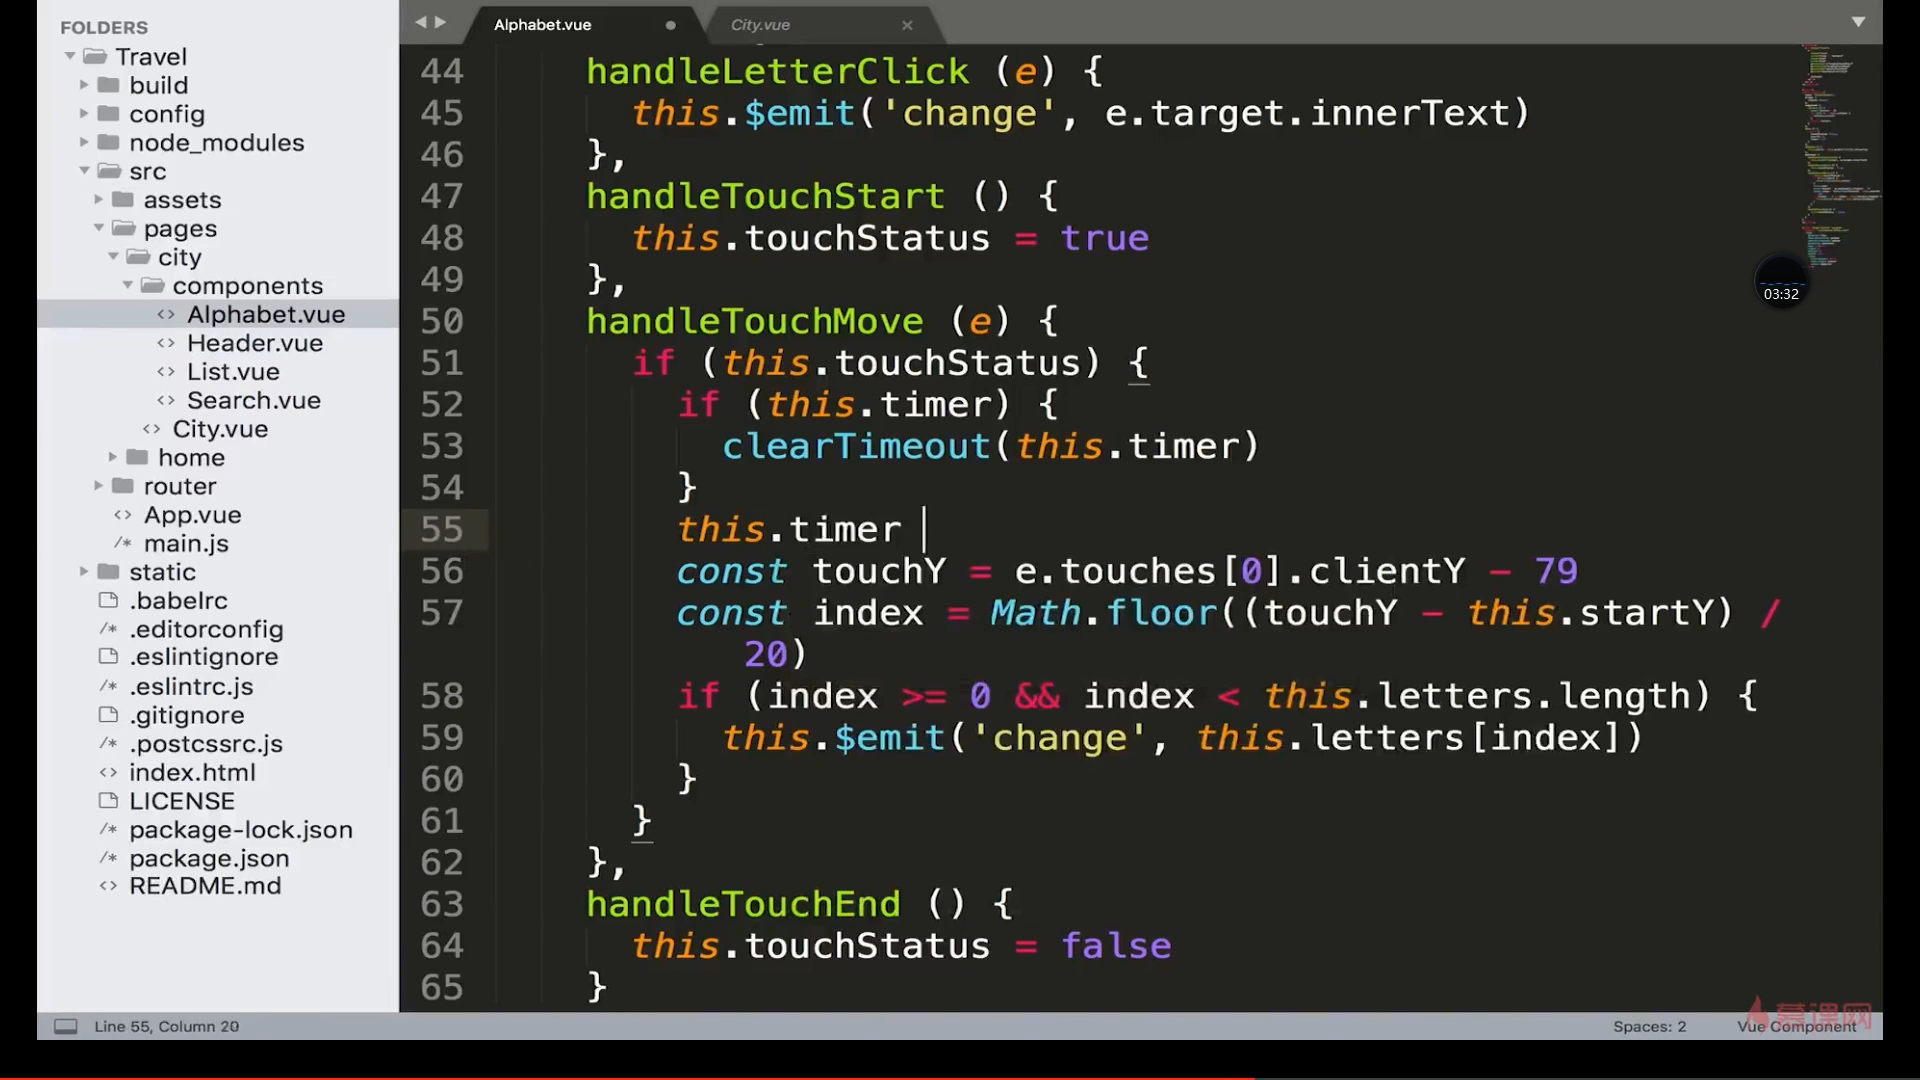 FOLDERS
Travel
build
config
node_modules
src
assets
pages
city
components
Alphabet.vue
Header.vue
List.vue
Search.vue
City.vue
home
router
App.vue
main.js
static
.babelrc
.editorconfig
.eslintignore
.eslintrc.js
.gitignore
.postcssrc.js
index.html
LICENSE
package-lock.json
package.json
README.md
Alphabet.vue
City.vue
44 handleLetterClick (e) {
45 this.$emit('change', e.target.innerText)
46 },
47 handleTouchStart () {
48 this.touchStatus = true
49 },
50 handleTouchMove (e) {
51 if (this.touchStatus) {
52 if (this.timer) {
53 clearTimeout(this.timer)
54 }
55 this.timer
56 const touchY = e.touches[0].clientY - 79
57 const index = Math.floor((touchY - this.startY) /
20)
58 if (index >= 0 && index < this.letters.length) {
59 this.$emit('change', this.letters[index])
60 }
61 }
62 },
63 handleTouchEnd () {
64 this.touchStatus = false
65 }
03:32
Line 55, Column 20
Spaces: 2
Vue Component
慕课网